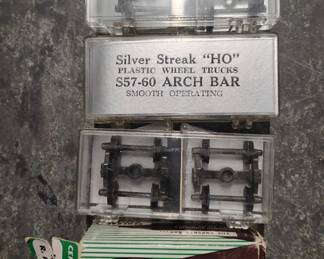 Silver Streak "HO"
PLASTIC WHEEL TRUCKS
S57-60 ARCH BAR
SMOOTH OPERATING